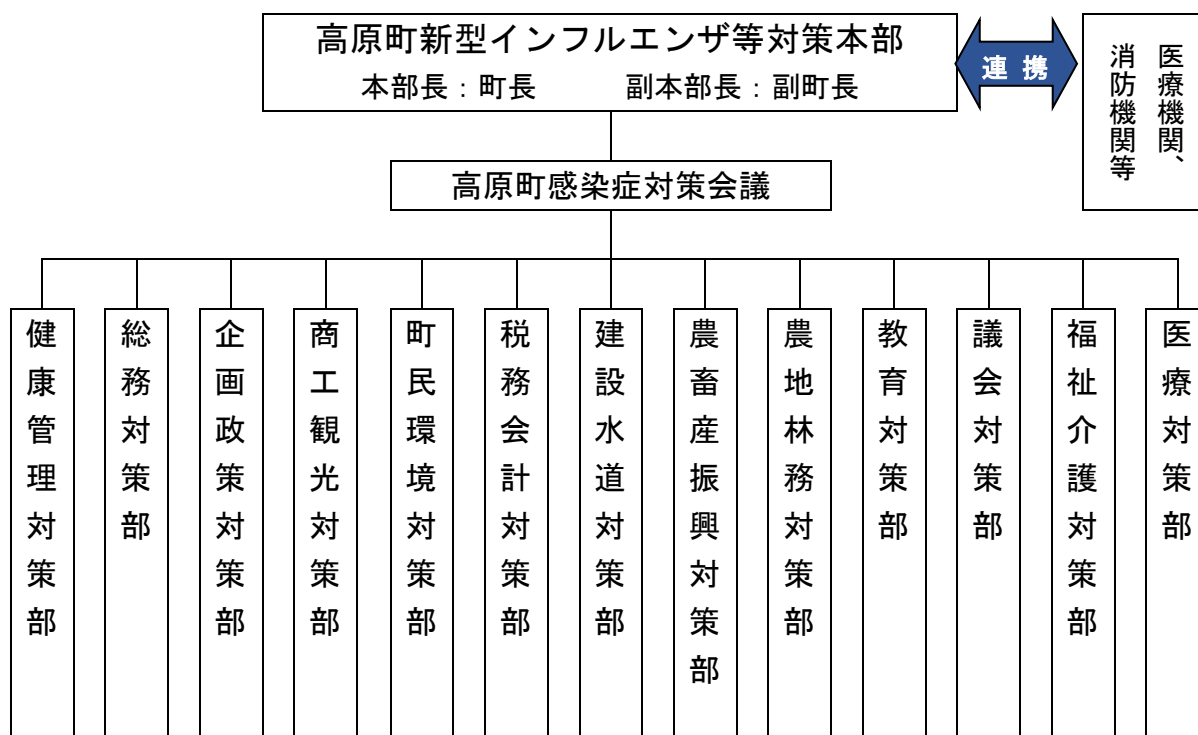 高原町新型インフルエンザ等対策本部
本部長：町長　　　副本部長：副町長
連 携
医療機関、
消防機関等
高原町感染症対策会議
健康管理対策部
総務対策部
企画政策対策部
商工観光対策部
町民環境対策部
税務会計対策部
建設水道対策部
農畜産振興対策部
農地林務対策部
教育対策部
議会対策部
福祉介護対策部
医療対策部